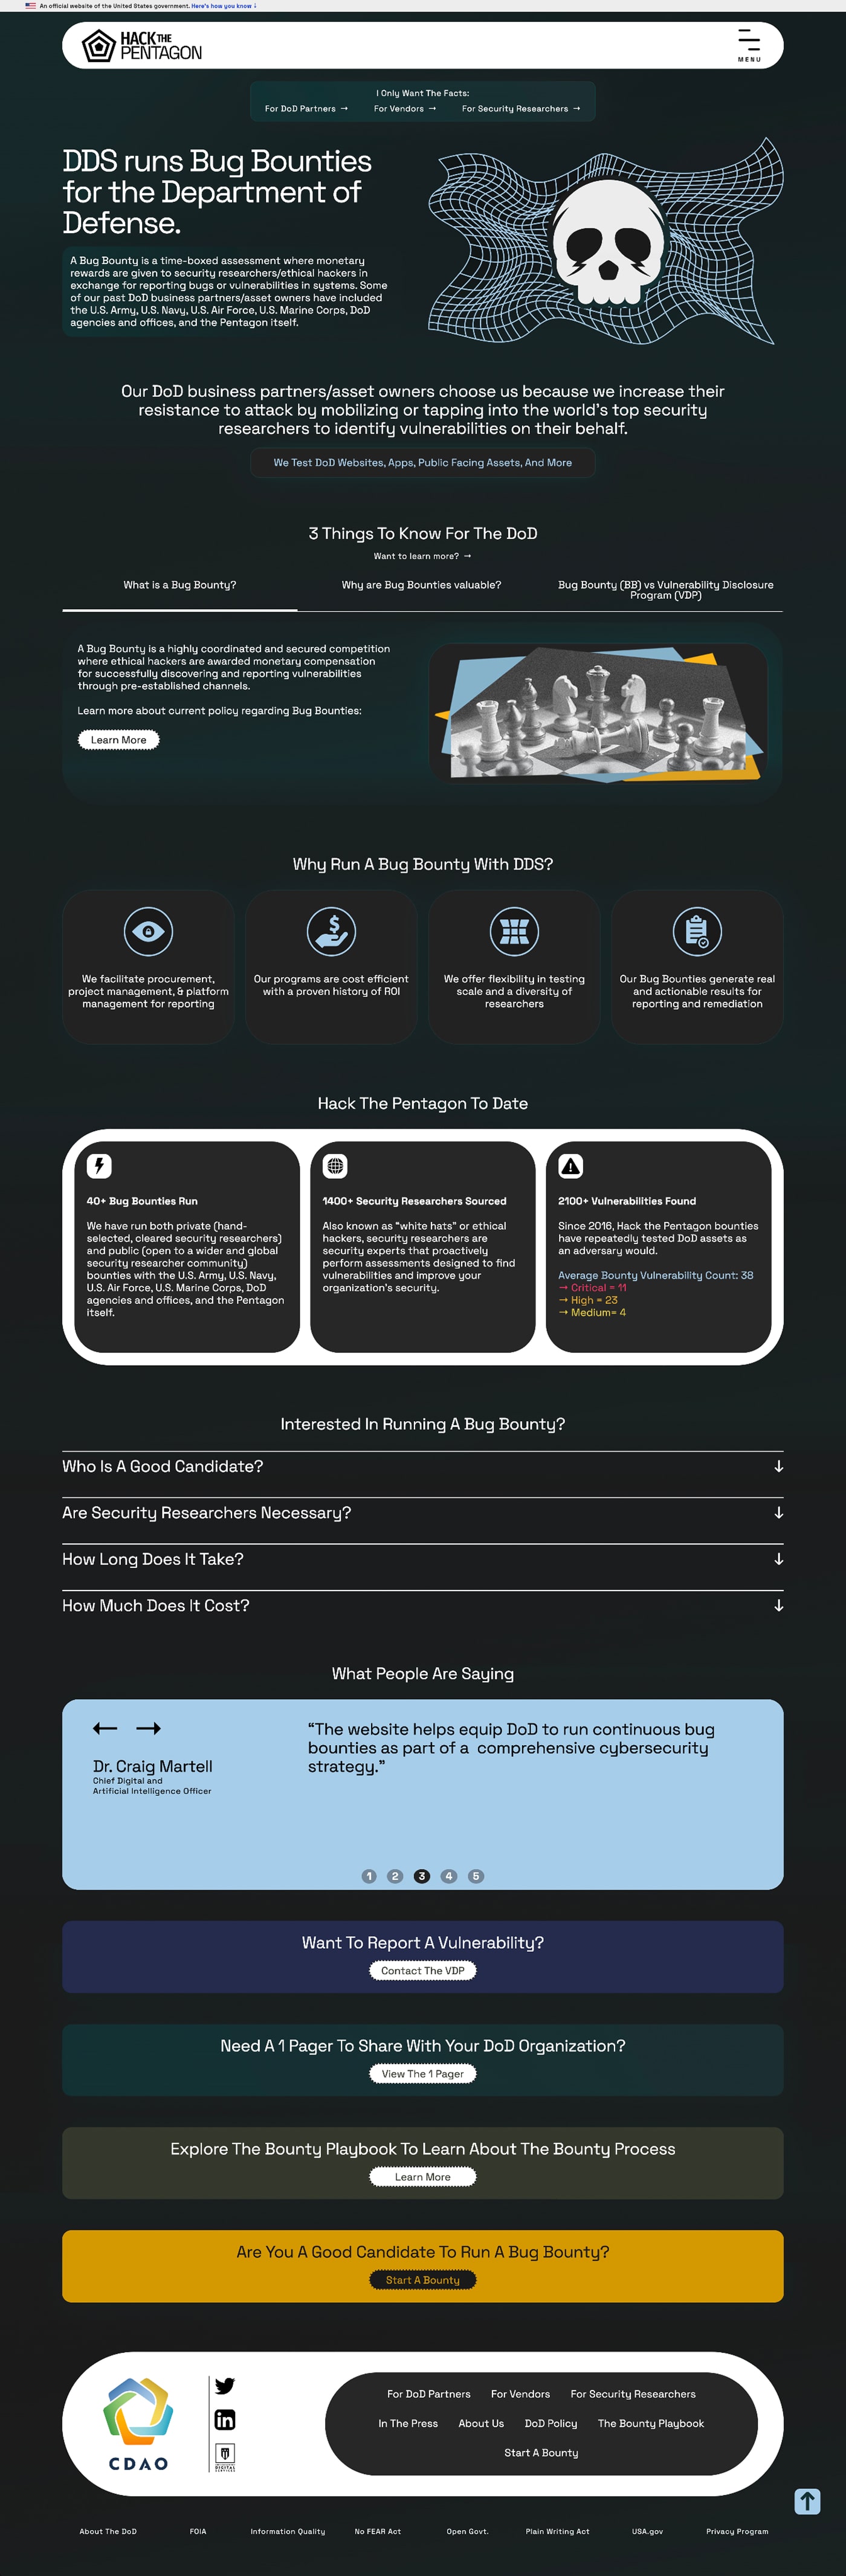 An official website of the United States government. Here's how you know ↓
HACK THE
PENTAGON
MENU
I Only Want The Facts:
For DoD Partners → For Vendors → For Security Researchers →
DDS runs Bug Bounties
for the Department of
Defense.
A Bug Bounty is a time-boxed assessment where monetary
rewards are given to security researchers/ethical hackers in
exchange for reporting bugs or vulnerabilities in systems. Some
of our past DoD business partners/asset owners have included
the U.S. Army, U.S. Navy, U.S. Air Force, U.S. Marine Corps, DoD
agencies and offices, and the Pentagon itself.
Our DoD business partners/asset owners choose us because we increase their
resistance to attack by mobilizing or tapping into the world's top security
researchers to identify vulnerabilities on their behalf.
We Test DoD Websites, Apps, Public Facing Assets, And More
3 Things To Know For The DoD
Want to learn more? →
What is a Bug Bounty?
Why are Bug Bounties valuable?
Bug Bounty (BB) vs Vulnerability Disclosure
Program (VDP)
A Bug Bounty is a highly coordinated and secured competition
where ethical hackers are awarded monetary compensation
for successfully discovering and reporting vulnerabilities
through pre-established channels.
Learn more about current policy regarding Bug Bounties:
Learn More
Why Run A Bug Bounty With DDS?
We facilitate procurement,
project management, & platform
management for reporting
Our programs are cost efficient
with a proven history of ROI
We offer flexibility in testing
scale and a diversity of
researchers
Our Bug Bounties generate real
and actionable results for
reporting and remediation
Hack The Pentagon To Date
40+ Bug Bounties Run
We have run both private (hand-
selected, cleared security researchers)
and public (open to a wider and global
security researcher community)
bounties with the U.S. Army, U.S. Navy,
U.S. Air Force, U.S. Marine Corps, DoD
agencies and offices, and the Pentagon
itself.
1400+ Security Researchers Sourced
Also known as "white hats" or ethical
hackers, security researchers are
security experts that proactively
perform assessments designed to find
vulnerabilities and improve your
organization's security.
2100+ Vulnerabilities Found
Since 2016, Hack the Pentagon bounties
have repeatedly tested DoD assets as
an adversary would.
Average Bounty Vulnerability Count: 38
→ Critical = 11
→ High = 23
→ Medium= 4
Interested In Running A Bug Bounty?
Who Is A Good Candidate? ↓
Are Security Researchers Necessary? ↓
How Long Does It Take? ↓
How Much Does It Cost? ↓
What People Are Saying
Dr. Craig Martell
Chief Digital and
Artificial Intelligence Officer
“The website helps equip DoD to run continuous bug
bounties as part of a comprehensive cybersecurity
strategy.”
1 2 3 4 5
Want To Report A Vulnerability?
Contact The VDP
Need A 1 Pager To Share With Your DoD Organization?
View The 1 Pager
Explore The Bounty Playbook To Learn About The Bounty Process
Learn More
Are You A Good Candidate To Run A Bug Bounty?
Start A Bounty
CDAO
in
DIGITAL
For DoD Partners For Vendors For Security Researchers
In The Press About Us DoD Policy The Bounty Playbook
Start A Bounty
About The DoD FOIA Information Quality No FEAR Act Open Govt. Plain Writing Act USA.gov Privacy Program